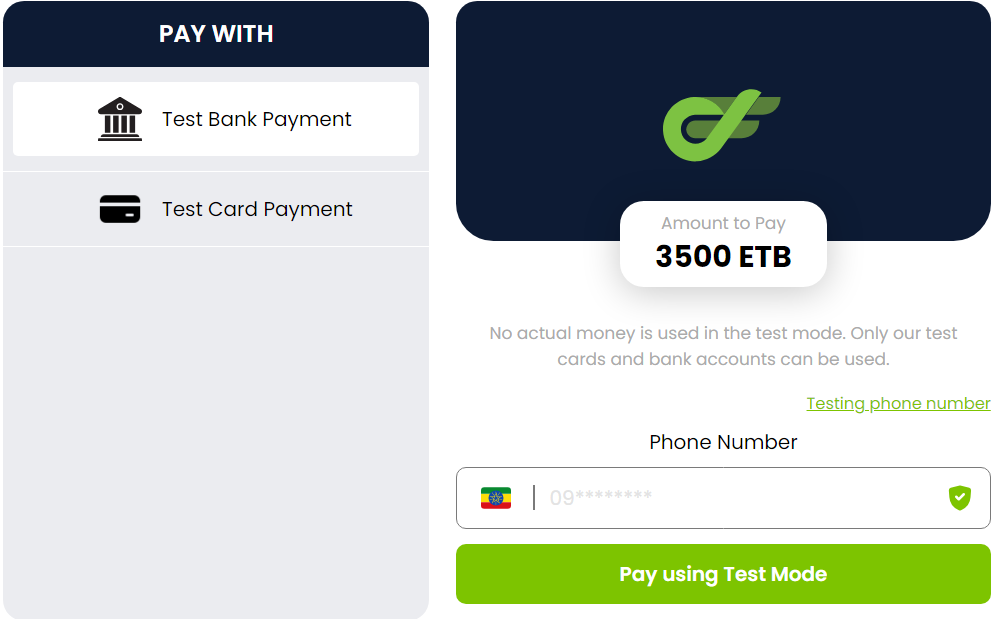 PAY WITH
Test Bank Payment
Test Card Payment
Amount to Pay
3500 ETB
No actual money is used in the test mode. Only our test
cards and bank accounts can be used.
Testing phone number
Phone Number
09********
Pay using Test Mode